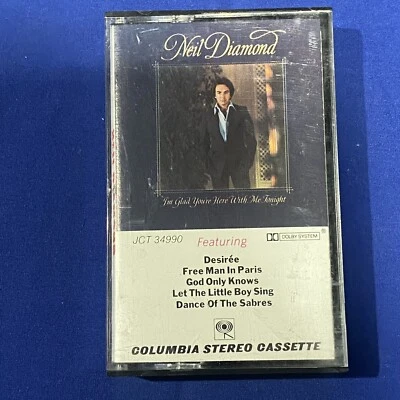 Neil Diamond
I'm Glad You're Here With Me Tonight
JCT 34990 Featuring DOLBY SYSTEM®
Desirée
Free Man In Paris
God Only Knows
Let The Little Boy Sing
Dance Of The Sabres
COLUMBIA STEREO CASSETTE